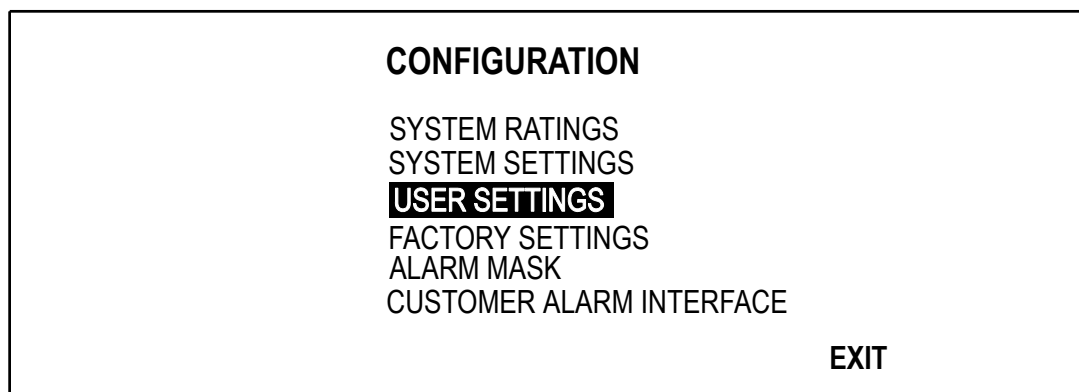 CONFIGURATION
SYSTEM RATINGS
SYSTEM SETTINGS
USER SETTINGS
FACTORY SETTINGS
ALARM MASK
CUSTOMER ALARM INTERFACE
EXIT